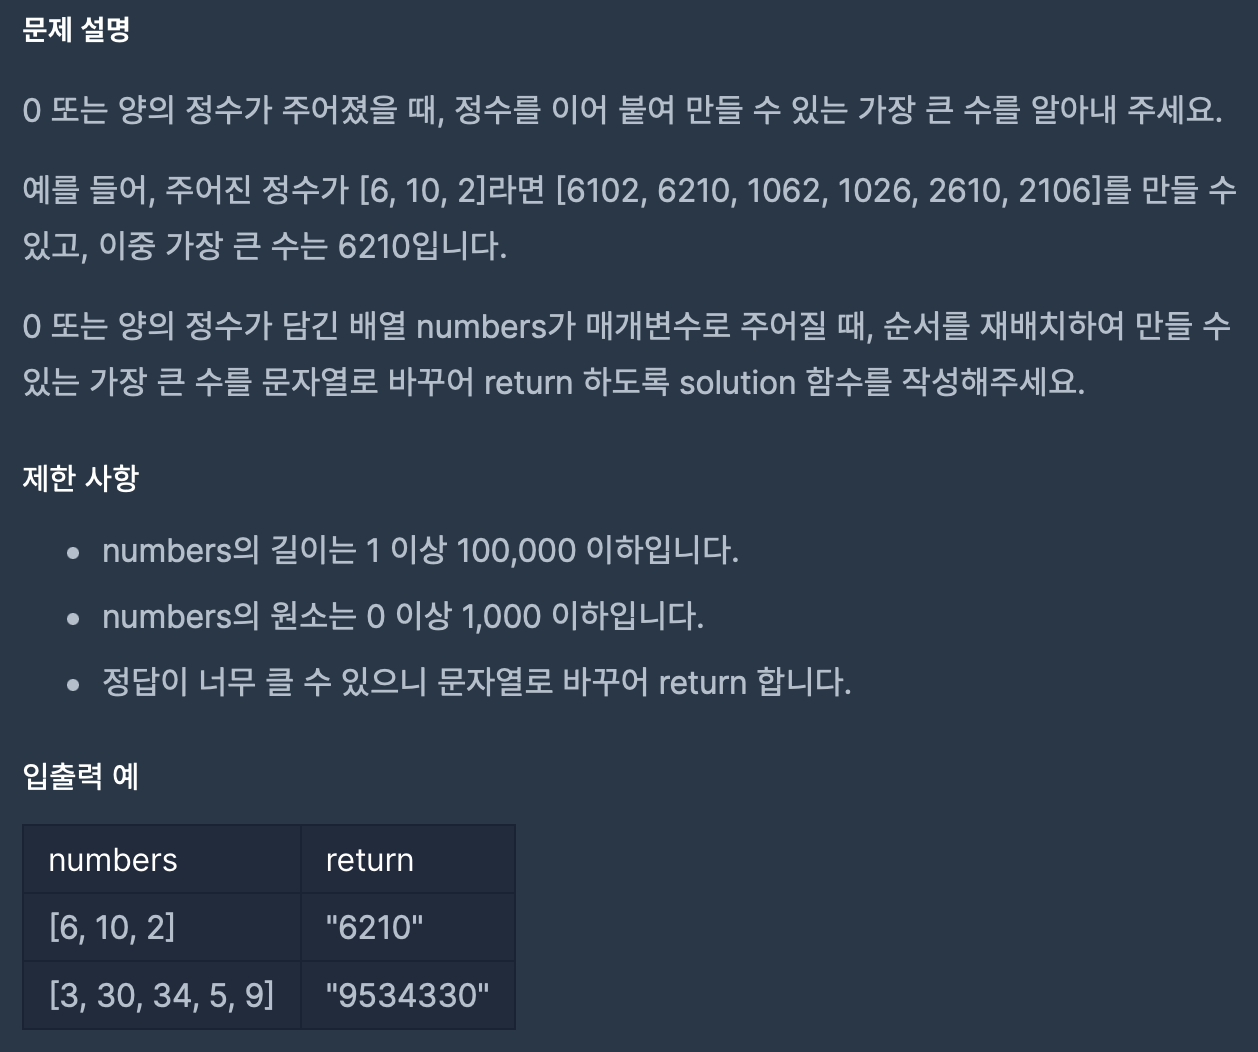 문제 설명
0 또는 양의 정수가 주어졌을 때, 정수를 이어 붙여 만들 수 있는 가장 큰 수를 알아내 주세요.
예를 들어, 주어진 정수가 [6, 10, 2]라면 [6102, 6210, 1062, 1026, 2610, 2106]를 만들 수
있고, 이중 가장 큰 수는 6210입니다.
0 또는 양의 정수가 담긴 배열 numbers가 매개변수로 주어질 때, 순서를 재배치하여 만들 수
있는 가장 큰 수를 문자열로 바꾸어 return 하도록 solution 함수를 작성해주세요.
제한 사항
• numbers의 길이는 1 이상 100,000 이하입니다.
• numbers의 원소는 0 이상 1,000 이하입니다.
• 정답이 너무 클 수 있으니 문자열로 바꾸어 return 합니다.
입출력 예
numbers return
[6, 10, 2] "6210"
[3, 30, 34, 5, 9] "9534330"